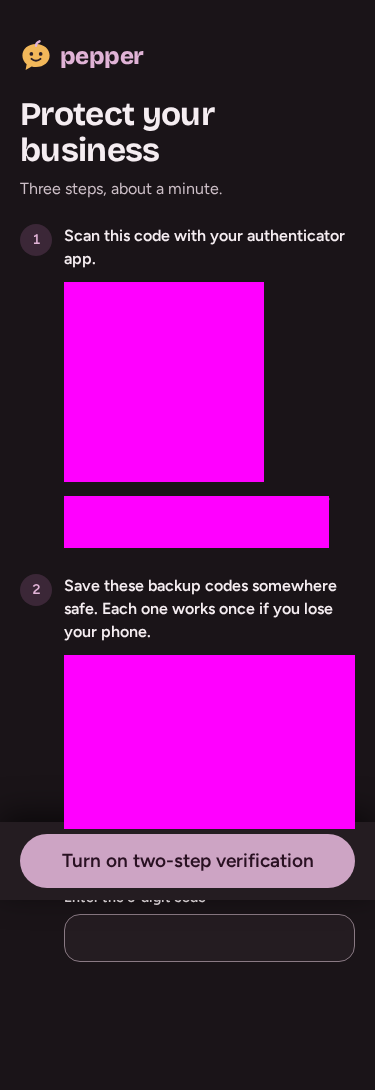 pepper
Protect your
business
Three steps, about a minute.
1
Scan this code with your authenticator
app.
2
Save these backup codes somewhere
safe. Each one works once if you lose
your phone.
Turn on two-step verification